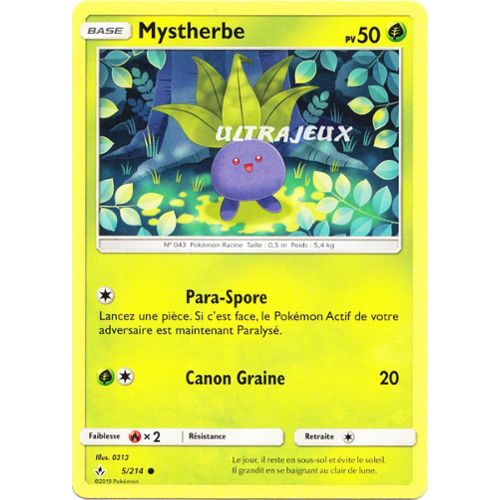 BASE Mystherbe PV50
ULTRAJEUX
N° 043 Pokémon Racine Taille : 0,5 m Poids : 5,4 kg
Para-Spore
Lancez une pièce. Si c'est face, le Pokémon Actif de votre
adversaire est maintenant Paralysé.
Canon Graine 20
Faiblesse × 2 Résistance Retraite
Illus. 0313
5/214
©2019 Pokémon
Le jour, il reste en sous-sol et évite le soleil.
Il grandit en se baignant au clair de lune.